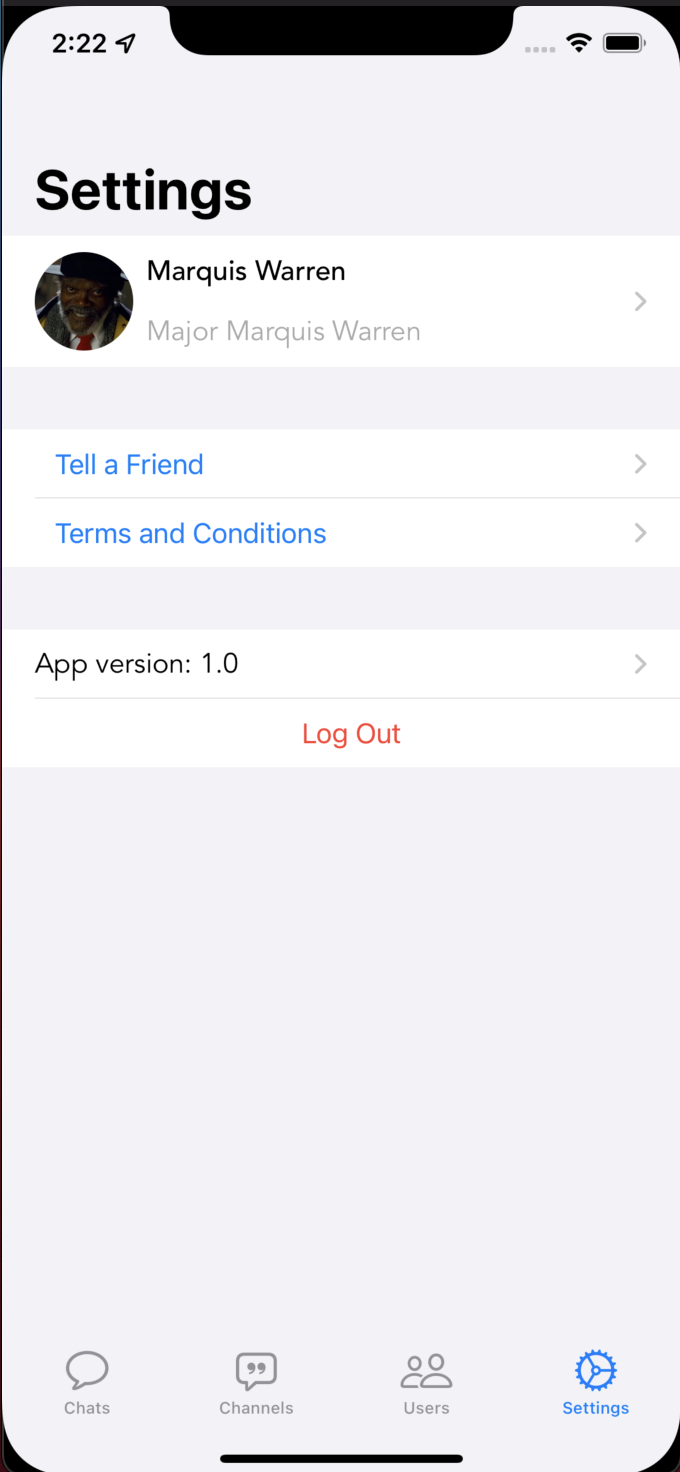 2:22
Settings
Marquis Warren
Major Marquis Warren
Tell a Friend
Terms and Conditions
App version: 1.0
Log Out
Chats
Channels
Users
Settings